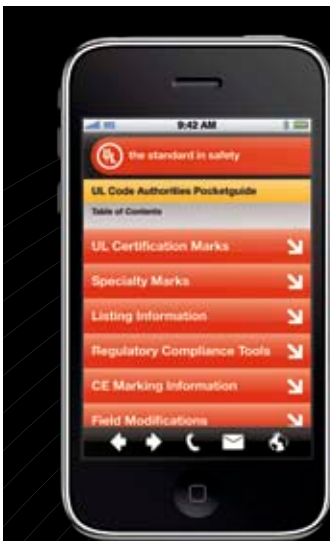 9:42 AM
UL the standard in safety
UL Code Authorities Pocketguide
Table of Contents
UL Certification Marks
Specialty Marks
Listing Information
Regulatory Compliance Tools
CE Marking Information
Field Modifications